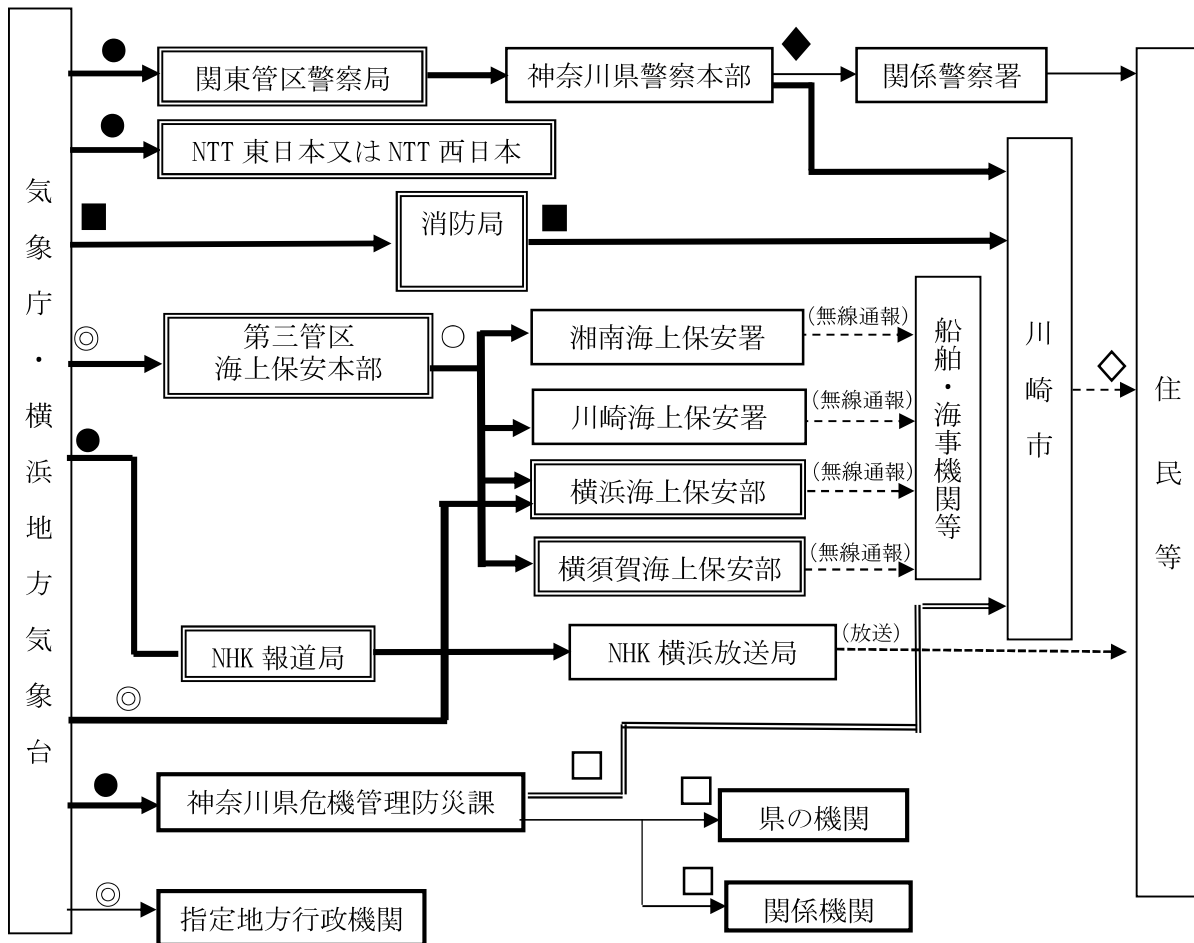 気象庁・横浜地方気象台
関東管区警察局
神奈川県警察本部
関係警察署
NTT 東日本又は NTT 西日本
消防局
第三管区
海上保安本部
湘南海上保安署
(無線通報)
川崎海上保安署
(無線通報)
横浜海上保安部
(無線通報)
横須賀海上保安部
(無線通報)
船舶・海事機関等
川崎市
住民等
NHK 報道局
NHK 横浜放送局
(放送)
神奈川県危機管理防災課
県の機関
関係機関
指定地方行政機関